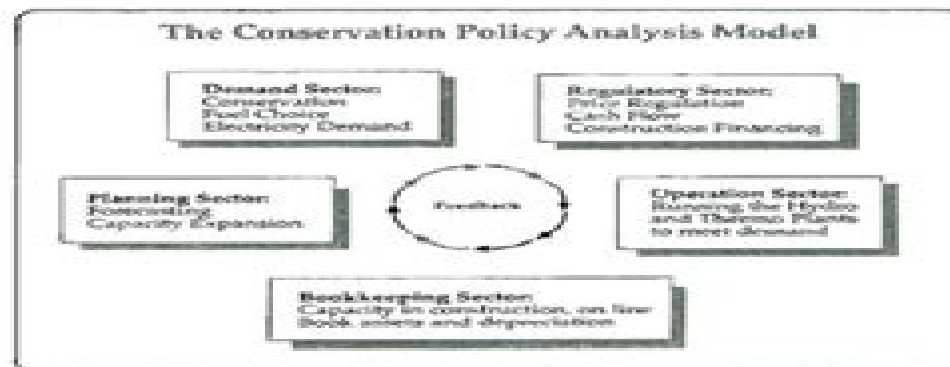 The Conservation Policy Analysis Model
Demand Sector:
Conservation
Fuel Choice
Electricity Demand
Regulatory Sector:
Price Regulation
Cash Flow
Construction Financing
Planning Sector:
Forecasting
Capacity Expansion
Feedback
Operation Sector:
Running the Hydro
and Thermo Plants
to meet demand
Bookkeeping Sector:
Capacity in construction, on line
Book assets and depreciation